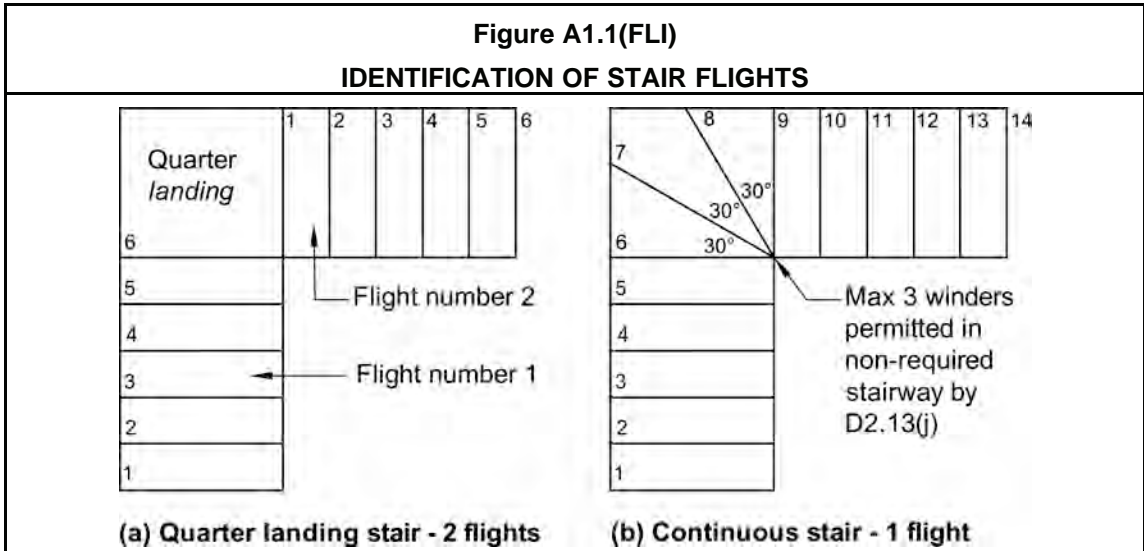 Figure A1.1(FLI)
IDENTIFICATION OF STAIR FLIGHTS
1 2 3 4 5 6
Quarter
landing
6
5
4
3
2
1
Flight number 2
Flight number 1
(a) Quarter landing stair - 2 flights
8 9 10 11 12 13 14
7
30°
30°
30°
6
5
4
3
2
1
Max 3 winders
permitted in
non-required
stairway by
D2.13(j)
(b) Continuous stair - 1 flight